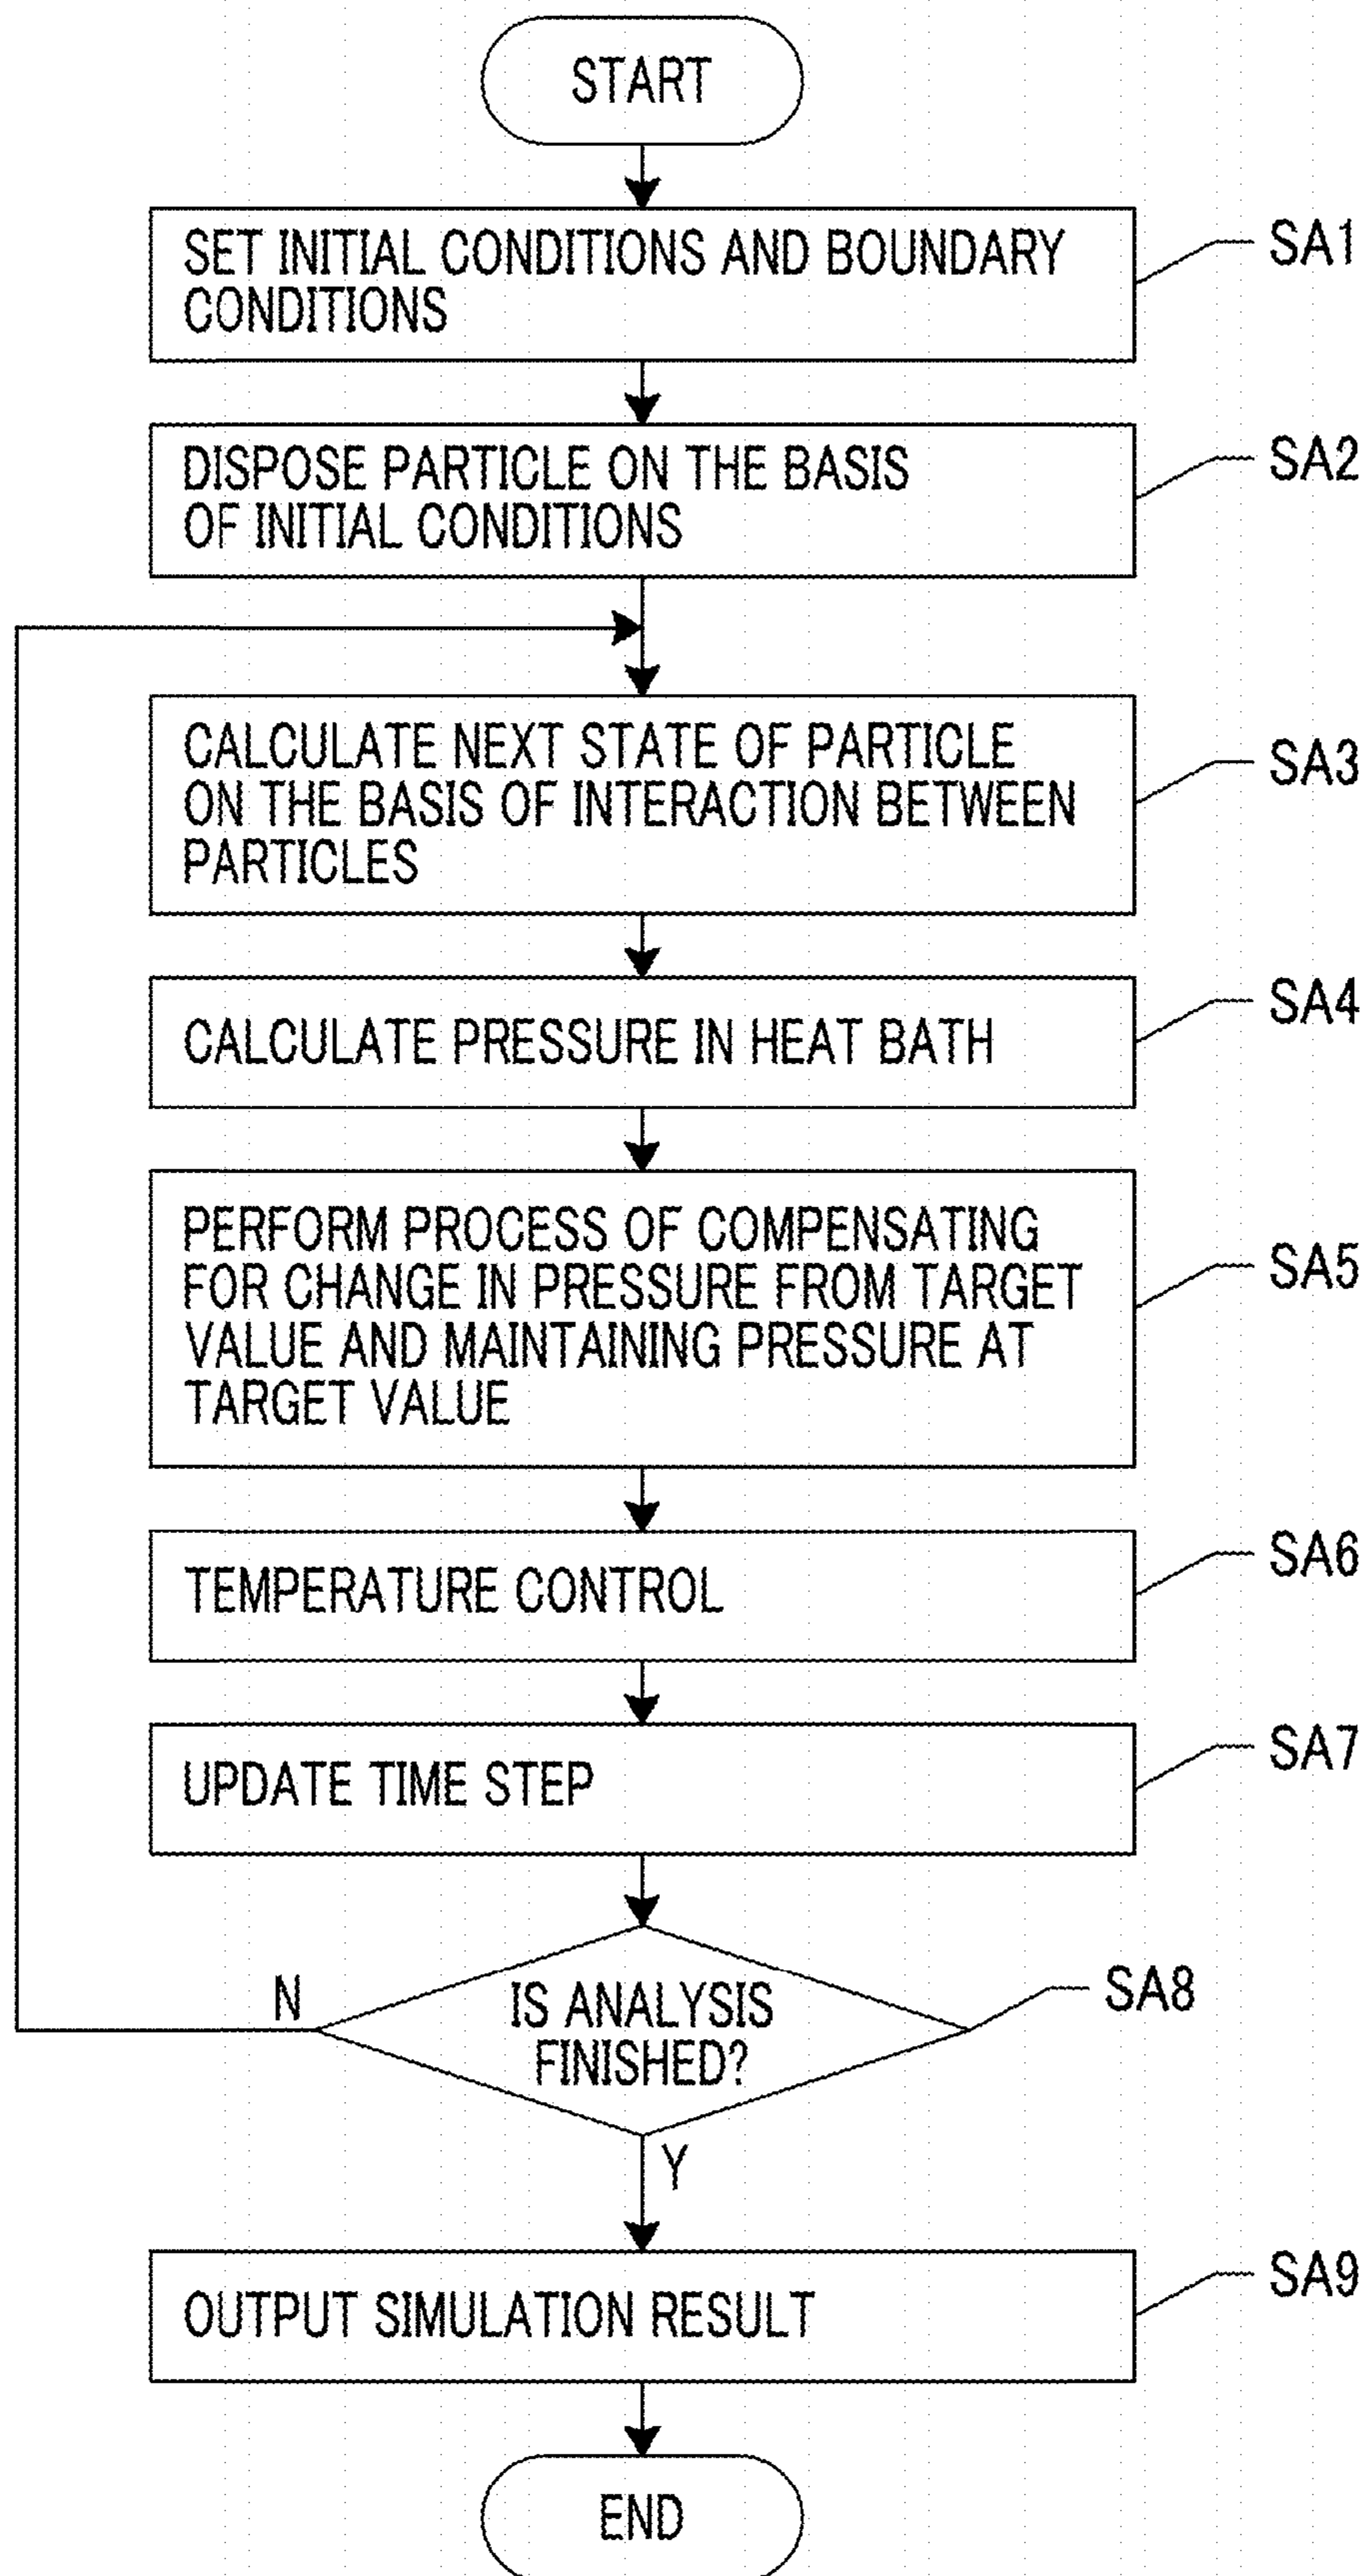 START
SET INITIAL CONDITIONS AND BOUNDARY
CONDITIONS
SA1
DISPOSE PARTICLE ON THE BASIS
OF INITIAL CONDITIONS
SA2
CALCULATE NEXT STATE OF PARTICLE
ON THE BASIS OF INTERACTION BETWEEN
PARTICLES
SA3
CALCULATE PRESSURE IN HEAT BATH
SA4
PERFORM PROCESS OF COMPENSATING
FOR CHANGE IN PRESSURE FROM TARGET
VALUE AND MAINTAINING PRESSURE AT
TARGET VALUE
SA5
TEMPERATURE CONTROL
SA6
UPDATE TIME STEP
SA7
N
IS ANALYSIS
FINISHED?
SA8
Y
OUTPUT SIMULATION RESULT
SA9
END